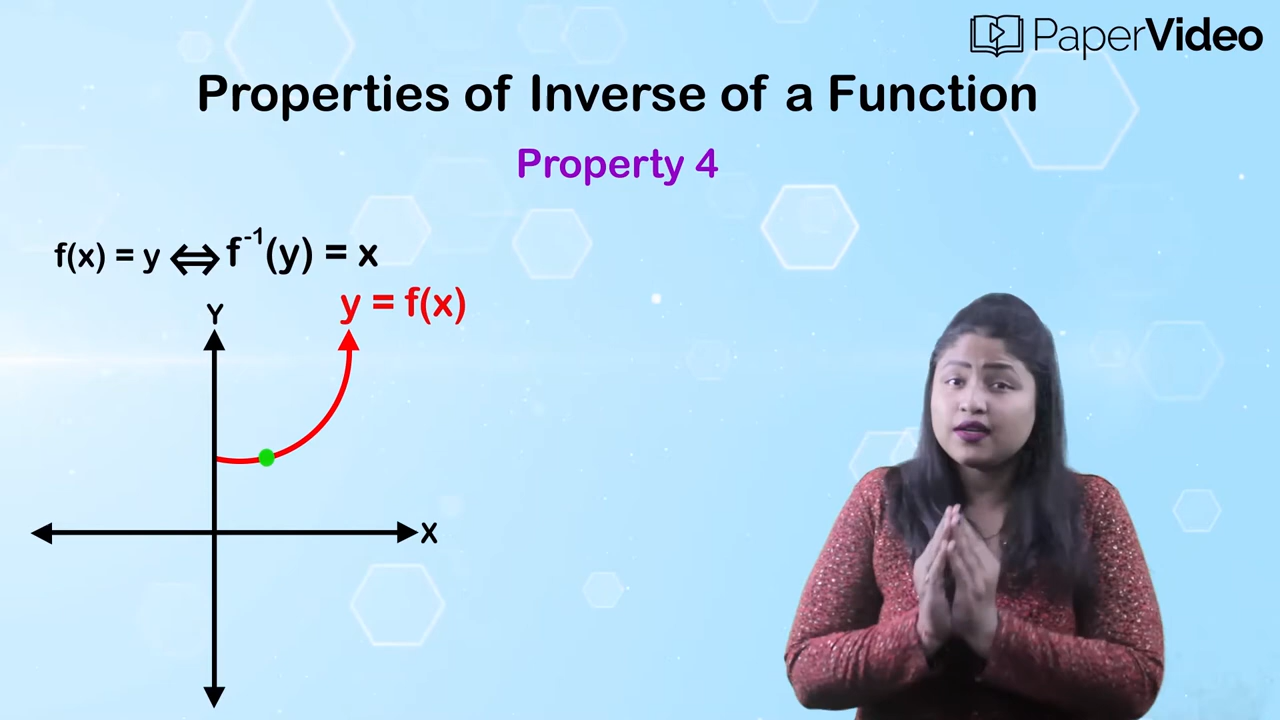 PaperVideo
Properties of Inverse of a Function
Property 4
f(x) = y ⇔ f⁻¹(y) = x
y = f(x)
Y
X